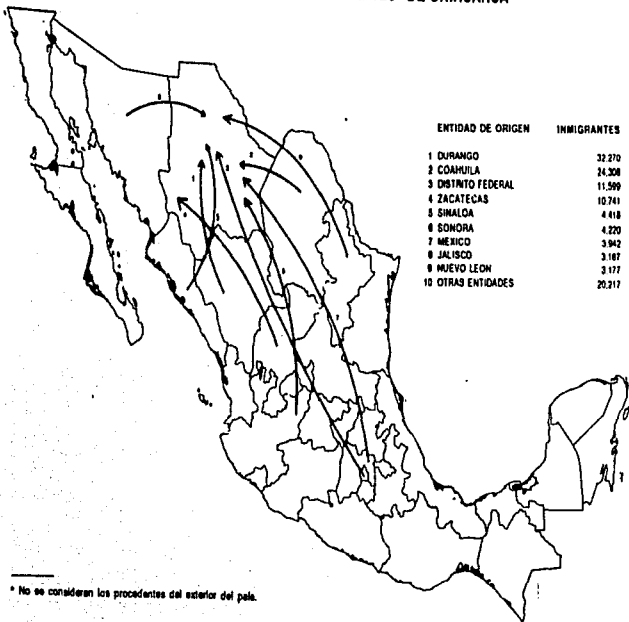 DE CHIHUAHUA
ENTIDAD DE ORIGEN INMIGRANTES
1 DURANGO 32,270
2 COAHUILA 24,308
3 DISTRITO FEDERAL 11,599
4 ZACATECAS 10,741
5 SINALOA 4,418
6 SONORA 4,220
7 MEXICO 3,942
8 JALISCO 3,187
9 NUEVO LEON 3,177
10 OTRAS ENTIDADES 20,217
* No se consideran los procedentes del exterior del país.